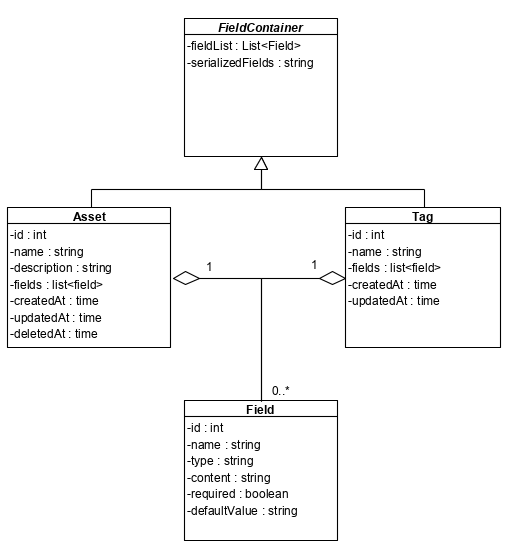 FieldContainer
-fieldList : List<Field>
-serializedFields : string
Asset
-id : int
-name : string
-description : string
-fields : list<field>
-createdAt : time
-updatedAt : time
-deletedAt : time
1
1
Tag
-id : int
-name : string
-fields : list<field>
-createdAt : time
-updatedAt : time
0..*
Field
-id : int
-name : string
-type : string
-content : string
-required : boolean
-defaultValue : string